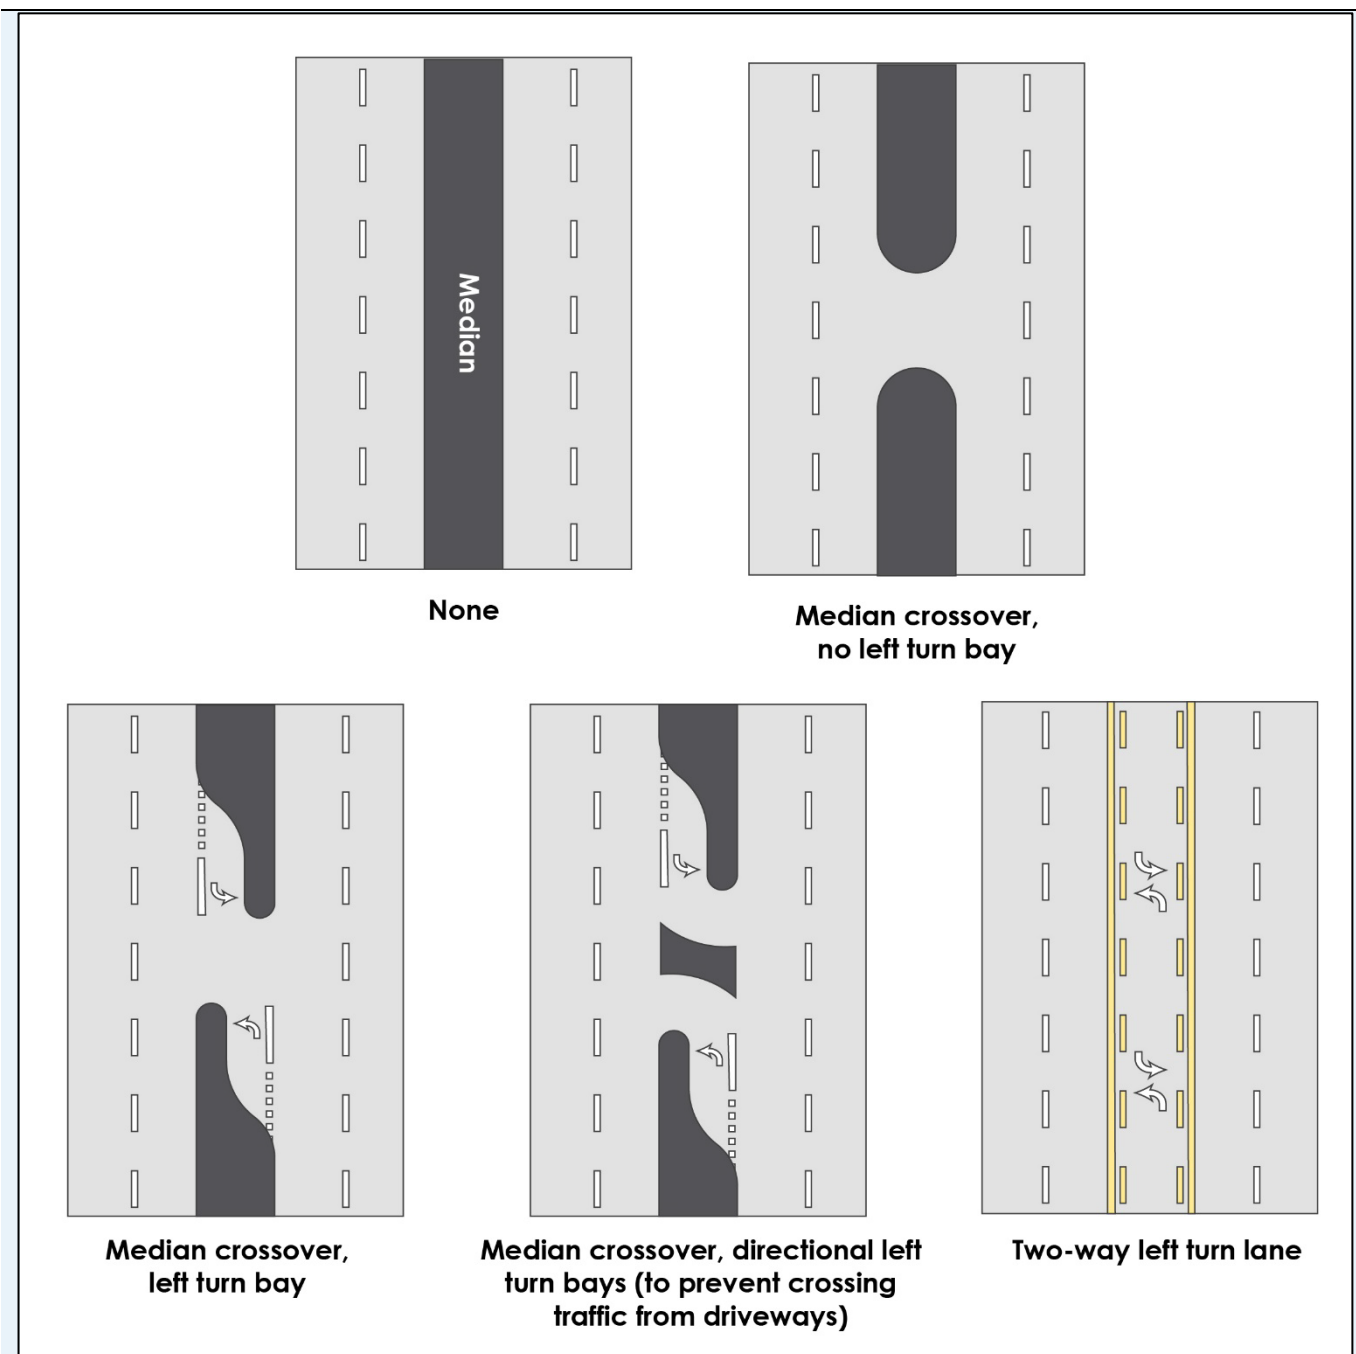 Median
None
Median crossover,
no left turn bay
Median crossover,
left turn bay
Median crossover, directional left
turn bays (to prevent crossing
traffic from driveways)
Two-way left turn lane